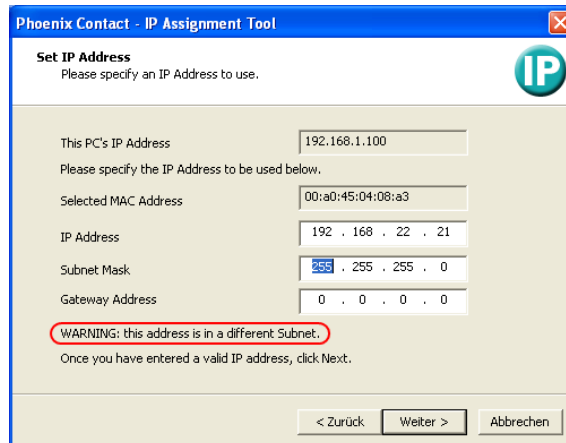 Phoenix Contact - IP Assignment Tool
Set IP Address
Please specify an IP Address to use.
IP
This PC's IP Address 192.168.1.100
Please specify the IP Address to be used below.
Selected MAC Address 00:a0:45:04:08:a3
IP Address 192 . 168 . 22 . 21
Subnet Mask 255 . 255 . 255 . 0
Gateway Address 0 . 0 . 0 . 0
WARNING: this address is in a different Subnet.
Once you have entered a valid IP address, click Next.
< Zurück Weiter > Abbrechen